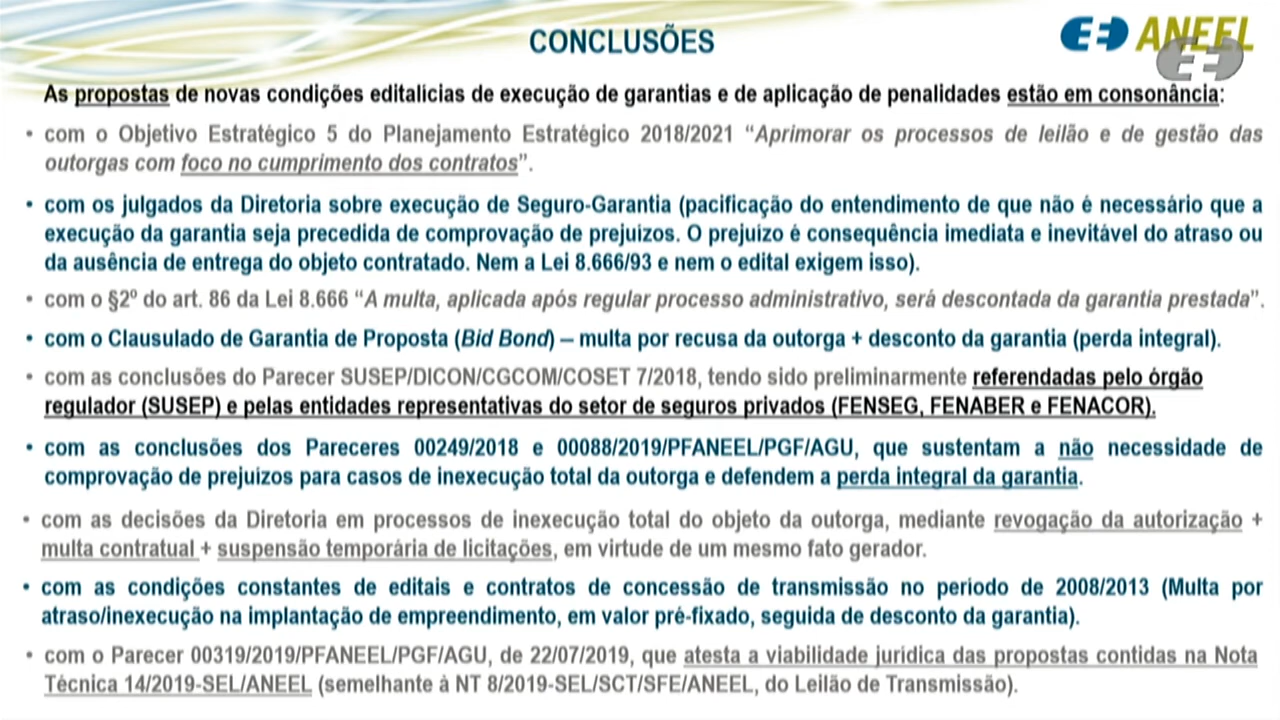 CONCLUSÕES
ANEEL
As propostas de novas condições editalícias de execução de garantias e de aplicação de penalidades estão em consonância:
• com o Objetivo Estratégico 5 do Planejamento Estratégico 2018/2021 “Aprimorar os processos de leilão e de gestão das
outorgas com foco no cumprimento dos contratos”.
• com os julgados da Diretoria sobre execução de Seguro-Garantia (pacificação do entendimento de que não é necessário que a
execução da garantia seja precedida de comprovação de prejuízos. O prejuízo é consequência imediata e inevitável do atraso ou
da ausência de entrega do objeto contratado. Nem a Lei 8.666/93 e nem o edital exigem isso).
• com o §2º do art. 86 da Lei 8.666 “A multa, aplicada após regular processo administrativo, será descontada da garantia prestada”.
• com o Clausulado de Garantia de Proposta (Bid Bond) – multa por recusa da outorga + desconto da garantia (perda integral).
• com as conclusões do Parecer SUSEP/DICON/CGCOM/COSET 7/2018, tendo sido preliminarmente referendadas pelo órgão
regulador (SUSEP) e pelas entidades representativas do setor de seguros privados (FENSEG, FENABER e FENACOR).
• com as conclusões dos Pareceres 00249/2018 e 00088/2019/PFANEEL/PGF/AGU, que sustentam a não necessidade de
comprovação de prejuízos para casos de inexecução total da outorga e defendem a perda integral da garantia.
• com as decisões da Diretoria em processos de inexecução total do objeto da outorga, mediante revogação da autorização +
multa contratual + suspensão temporária de licitações, em virtude de um mesmo fato gerador.
• com as condições constantes de editais e contratos de concessão de transmissão no período de 2008/2013 (Multa por
atraso/inexecução na implantação de empreendimento, em valor pré-fixado, seguida de desconto da garantia).
• com o Parecer 00319/2019/PFANEEL/PGF/AGU, de 22/07/2019, que atesta a viabilidade jurídica das propostas contidas na Nota
Técnica 14/2019-SEL/ANEEL (semelhante à NT 8/2019-SEL/SCT/SFE/ANEEL, do Leilão de Transmissão).